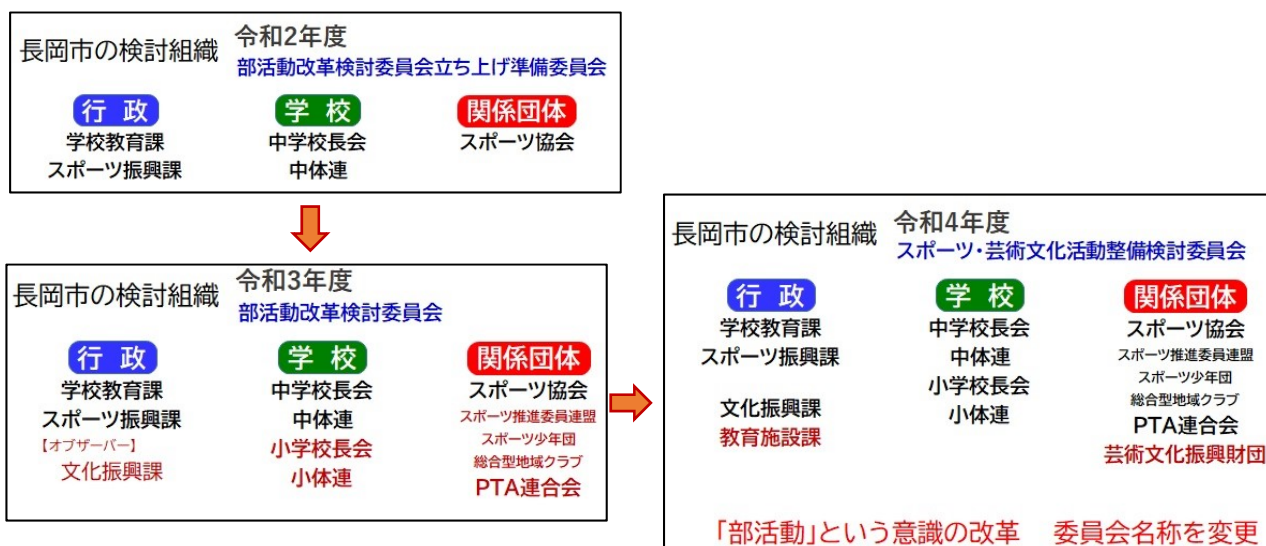 長岡市の検討組織 令和2年度
部活動改革検討委員会立ち上げ準備委員会
行 政
学校教育課
スポーツ振興課
学 校
中学校長会
中体連
関係団体
スポーツ協会
長岡市の検討組織 令和3年度
部活動改革検討委員会
行 政
学校教育課
スポーツ振興課
【オブザーバー】
文化振興課
学 校
中学校長会
中体連
小学校長会
小体連
関係団体
スポーツ協会
スポーツ推進委員連盟
スポーツ少年団
総合型地域クラブ
PTA連合会
長岡市の検討組織 令和4年度
スポーツ・芸術文化活動整備検討委員会
行 政
学校教育課
スポーツ振興課
文化振興課
教育施設課
学 校
中学校長会
中体連
小学校長会
小体連
関係団体
スポーツ協会
スポーツ推進委員連盟
スポーツ少年団
総合型地域クラブ
PTA連合会
芸術文化振興財団
「部活動」という意識の改革 委員会名称を変更